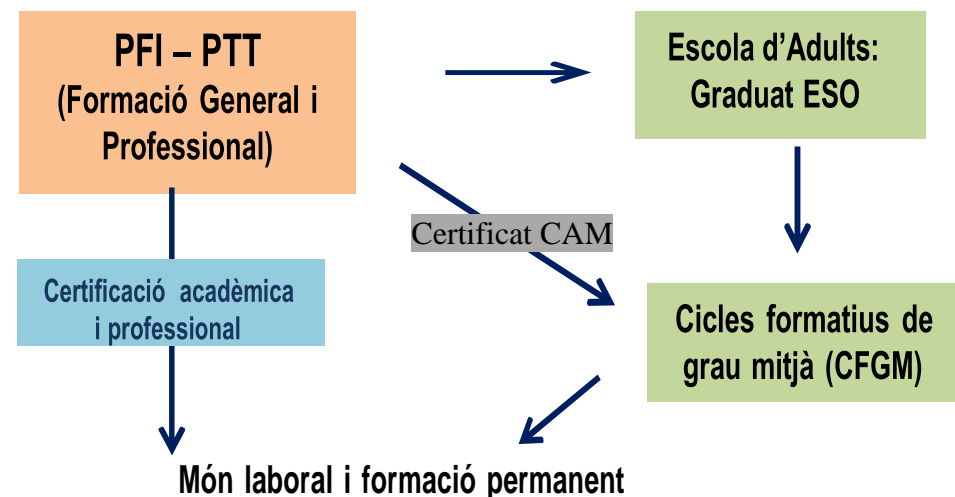 PFI – PTT
(Formació General i
Professional)
Escola d’Adults:
Graduat ESO
Certificat CAM
Certificació acadèmica
i professional
Cicles formatius de
grau mitjà (CFGM)
Món laboral i formació permanent